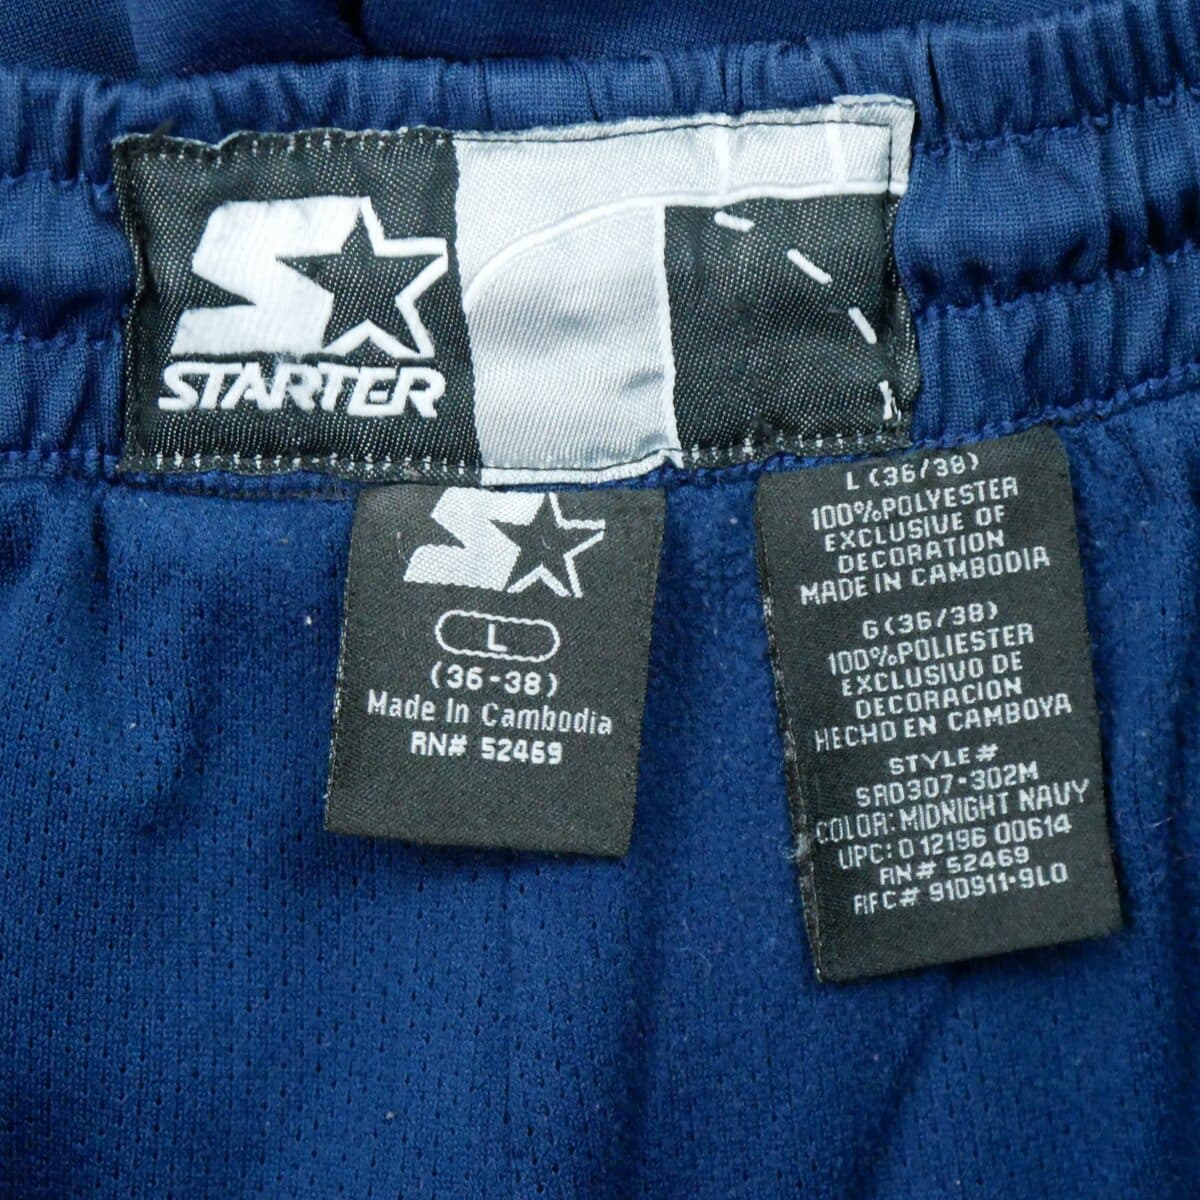 STARTER
L
(36-38)
Made In Cambodia
RN# 52469
L (36/38)
100%POLYESTER
EXCLUSIVE OF
DECORATION
MADE IN CAMBODIA
G(36/38)
100%POLIESTER
EXCLUSIVO DE
DECORACION
HECHO EN CAMBOYA
STYLE#
SR0307-302M
COLOR: MIDNIGHT NAVY
UPC: 0 12196 00614
RN# 52469
RFC# 910911-9L0